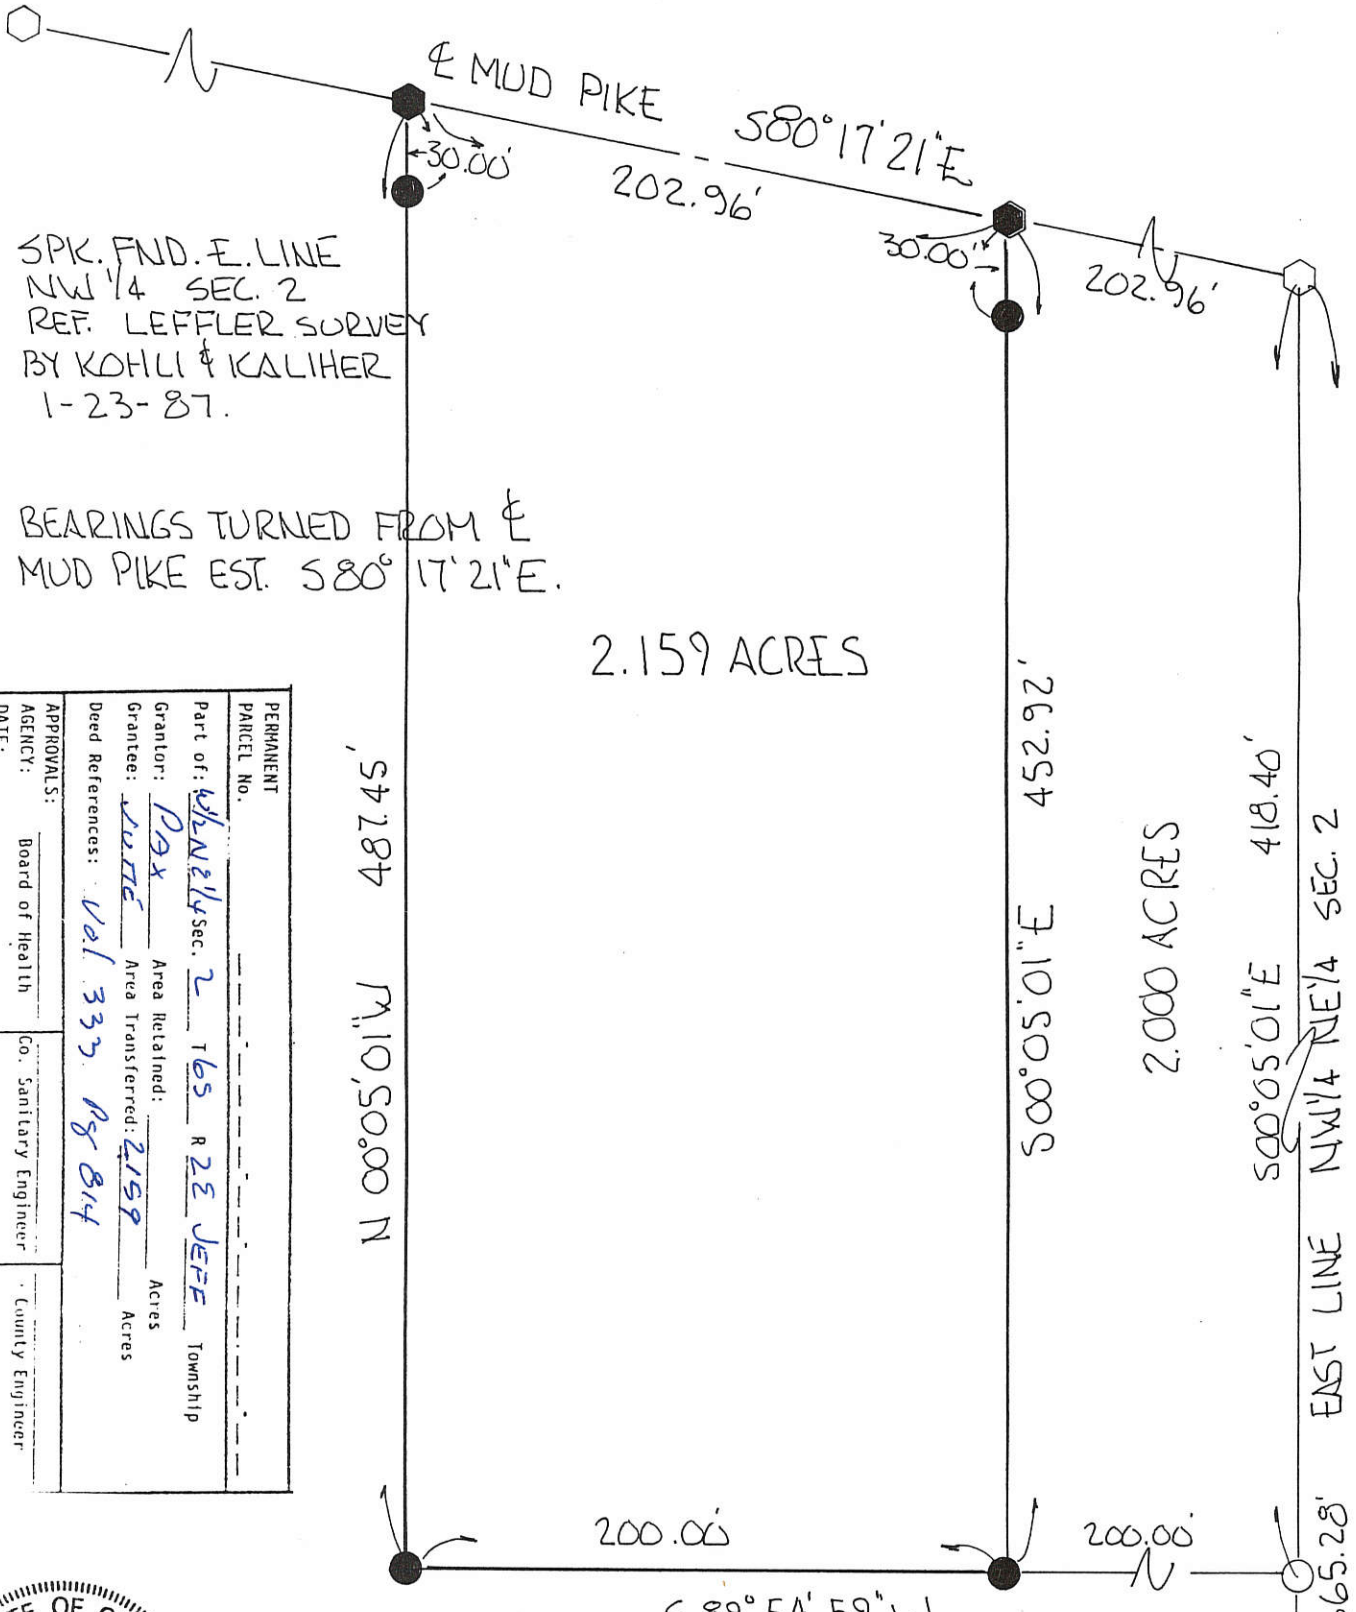 ℄ MUD PIKE S80°17'21"E
202.96'
30.00'
30.00'
202.96'
SPK. FND. E. LINE
NW 1/4 SEC. 2
REF. LEFFLER SURVEY
BY KOHLI & KALIHER
1-23-87.
BEARINGS TURNED FROM ℄
MUD PIKE EST. S80°17'21"E.
2.159 ACRES
N 00°05'01"W 487.45'
S00°05'01"E 452.92'
2.000 ACRES
S00°05'01"E 418.40'
EAST LINE NW1/4 NE1/4 SEC. 2
65.28'
PERMANENT
PARCEL No.
Part of: W1/2 NE1/4 Sec. 2 T6S R2E JEFF Township
Grantor: PAX Area Retained: Acres
Grantee: Area Transferred: 2.159 Acres
Deed References: Vol 333 Pg 814
APPROVALS:
AGENCY: Board of Health Co. Sanitary Engineer County Engineer
DATE:
200.00'
200.00'
OF